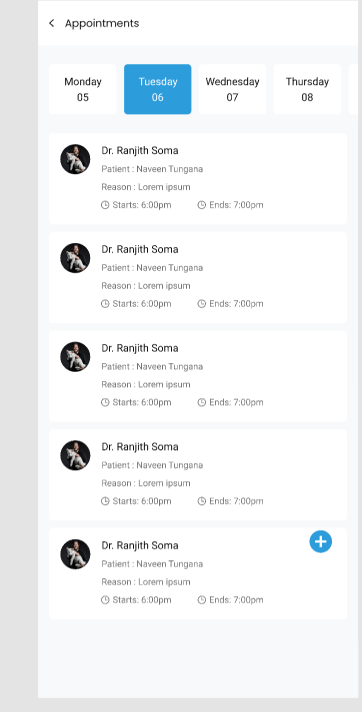 Appointments
Monday Tuesday Wednesday Thursday
05 06 07 08
Dr. Ranjith Soma
Patient : Naveen Tungana
Reason : Lorem ipsum
Starts: 6:00pm Ends: 7:00pm
Dr. Ranjith Soma
Patient : Naveen Tungana
Reason : Lorem ipsum
Starts: 6:00pm Ends: 7:00pm
Dr. Ranjith Soma
Patient : Naveen Tungana
Reason : Lorem ipsum
Starts: 6:00pm Ends: 7:00pm
Dr. Ranjith Soma
Patient : Naveen Tungana
Reason : Lorem ipsum
Starts: 6:00pm Ends: 7:00pm
Dr. Ranjith Soma
Patient : Naveen Tungana
Reason : Lorem ipsum
Starts: 6:00pm Ends: 7:00pm